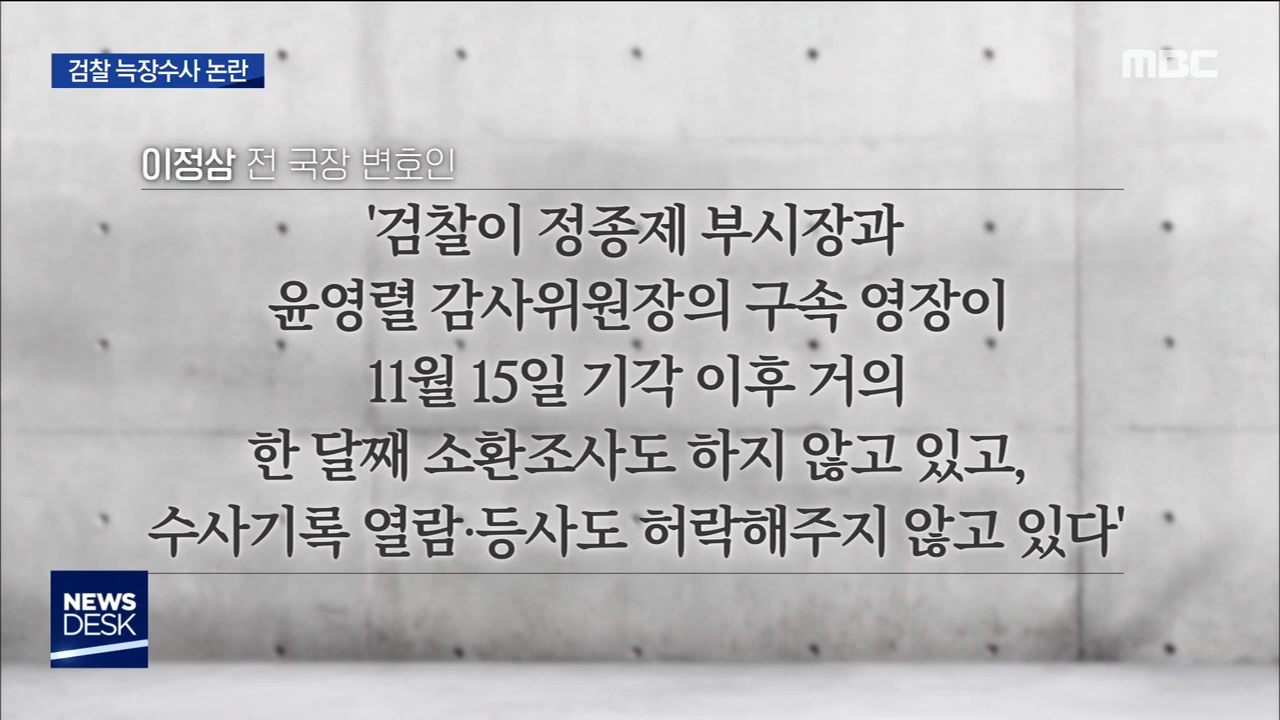 검찰 늑장수사 논란
MBC
이정삼 전 국장 변호인
'검찰이 정종제 부시장과
윤영렬 감사위원장의 구속 영장이
11월 15일 기각 이후 거의
한 달째 소환조사도 하지 않고 있고,
수사기록 열람·등사도 허락해주지 않고 있다'
NEWS
DESK